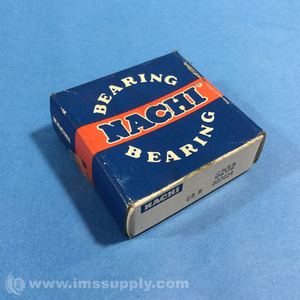 BEARING
NACHI
BEARING
NACHI
6202
C3 M
www.imssupply.com